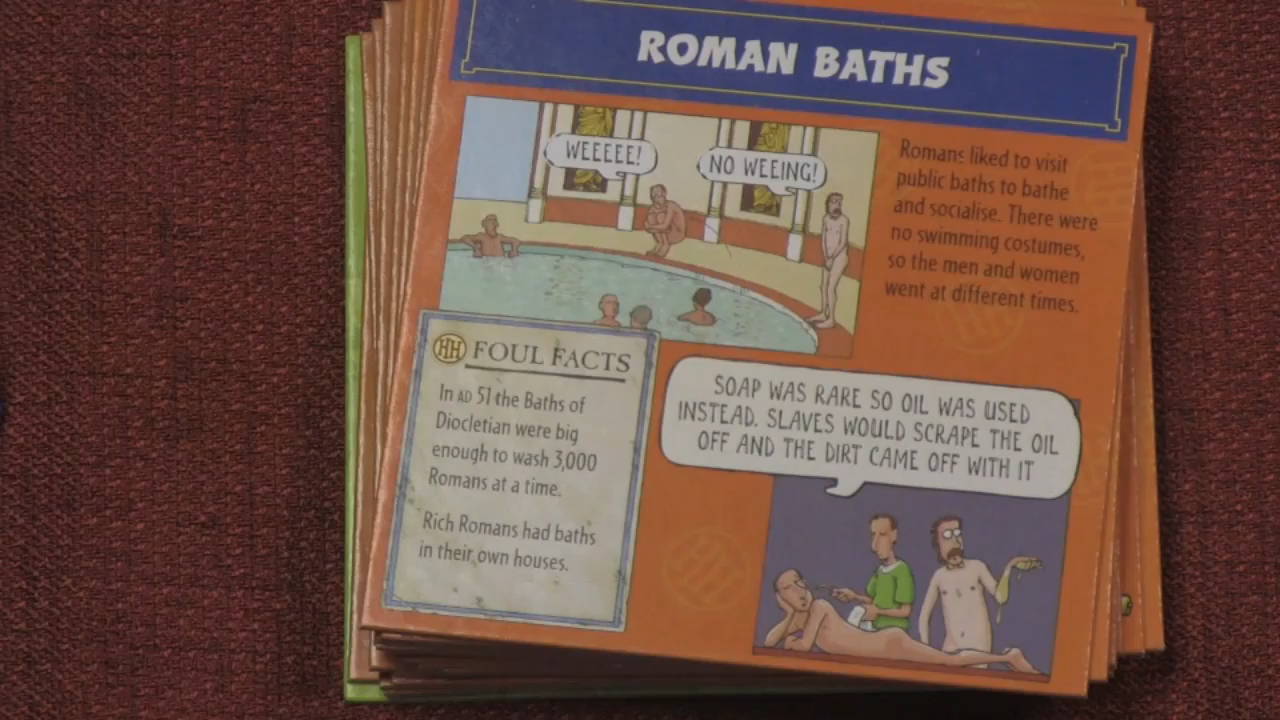 ROMAN BATHS
WEEEEE!
NO WEEING!
Romans liked to visit
public baths to bathe
and socialise. There were
no swimming costumes,
so the men and women
went at different times.
HH FOUL FACTS
In AD 51 the Baths of
Diocletian were big
enough to wash 3,000
Romans at a time.
Rich Romans had baths
in their own houses.
SOAP WAS RARE SO OIL WAS USED
INSTEAD. SLAVES WOULD SCRAPE THE OIL
OFF AND THE DIRT CAME OFF WITH IT